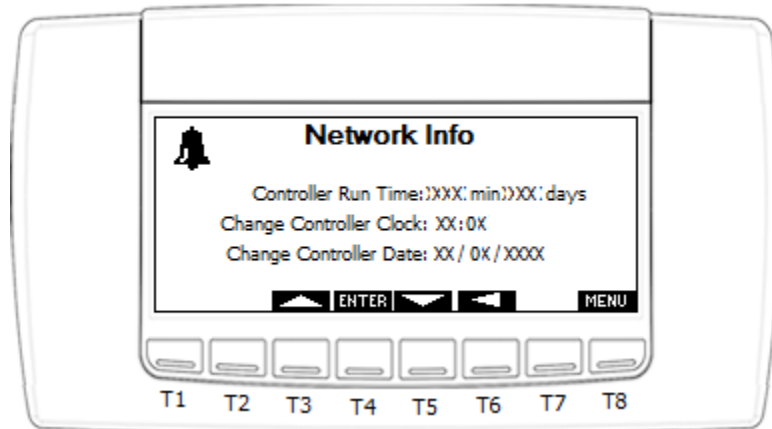 Network Info
Controller Run Time: XXX: min XX: days
Change Controller Clock: XX:0X
Change Controller Date: XX/ 0X/XXXX
ENTER MENU
T1 T2 T3 T4 T5 T6 T7 T8